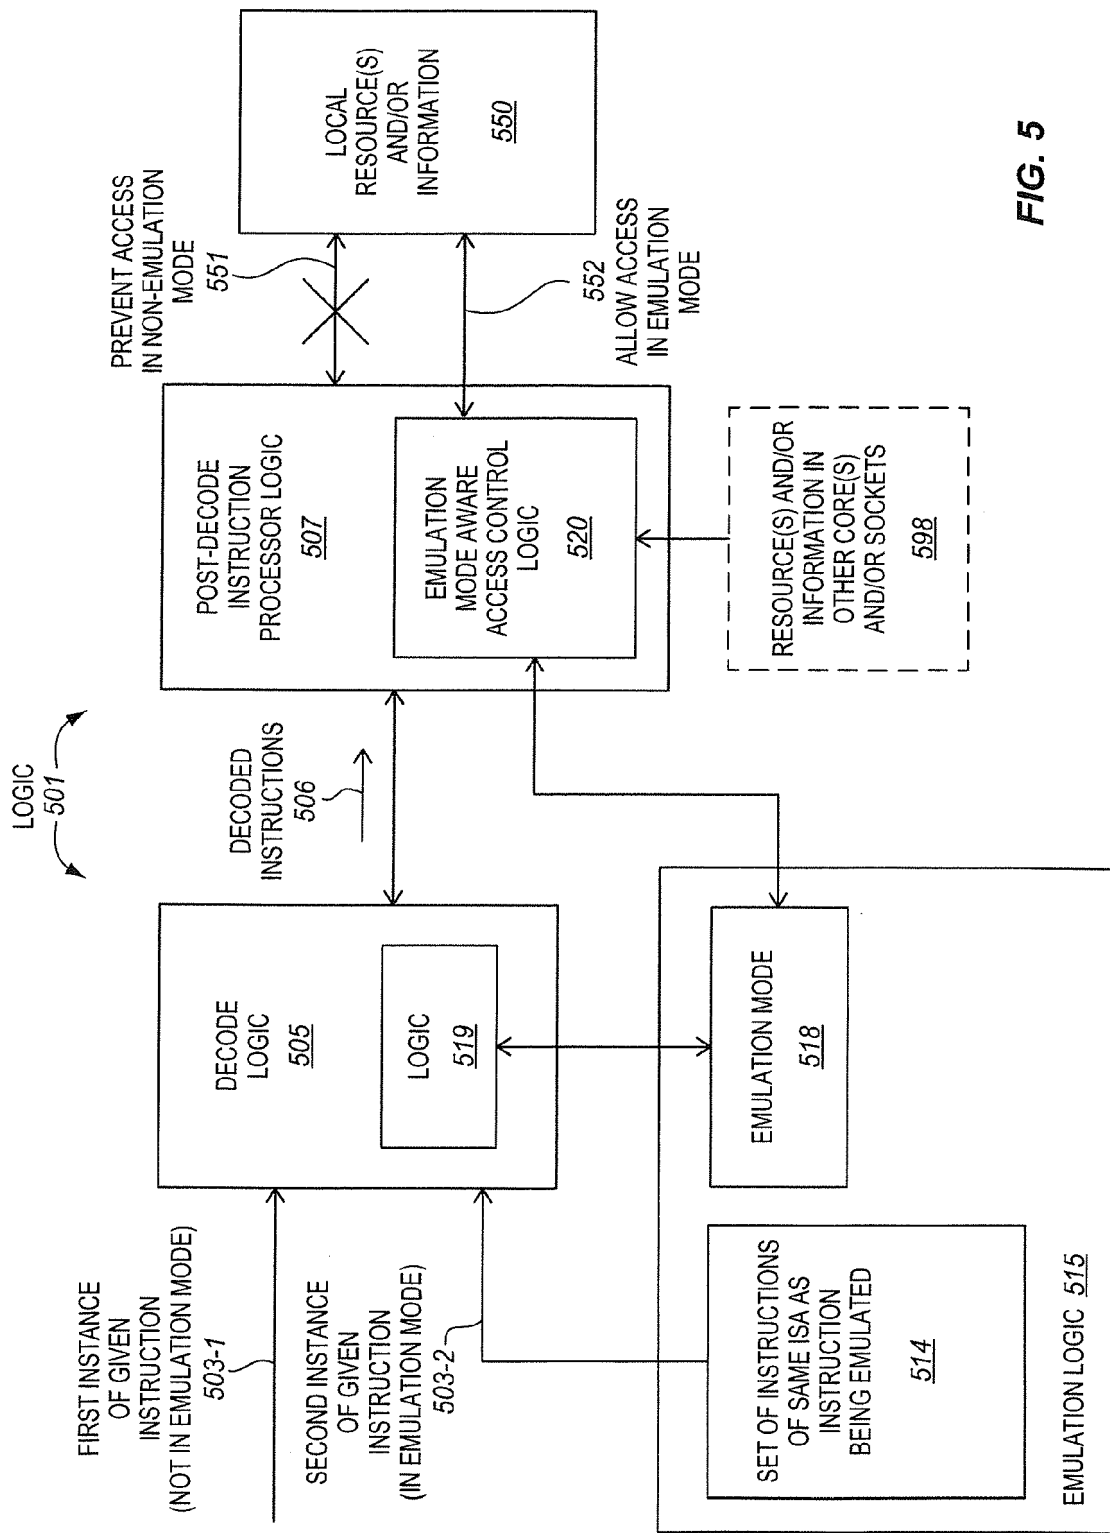 LOGIC
501
FIRST INSTANCE
OF GIVEN
INSTRUCTION
(NOT IN EMULATION MODE)
503-1
SECOND INSTANCE
OF GIVEN
INSTRUCTION
(IN EMULATION MODE)
503-2
DECODE
LOGIC
505
LOGIC
519
DECODED
INSTRUCTIONS
506
POST-DECODE
INSTRUCTION
PROCESSOR LOGIC
507
EMULATION
MODE AWARE
ACCESS CONTROL
LOGIC
520
PREVENT ACCESS
IN NON-EMULATION
MODE
551
LOCAL
RESOURCE(S)
AND/OR
INFORMATION
550
552
ALLOW ACCESS
IN EMULATION
MODE
SET OF INSTRUCTIONS
OF SAME ISA AS
INSTRUCTION
BEING EMULATED
514
EMULATION MODE
518
RESOURCE(S) AND/OR
INFORMATION IN
OTHER CORE(S)
AND/OR SOCKETS
598
EMULATION LOGIC 515
FIG. 5